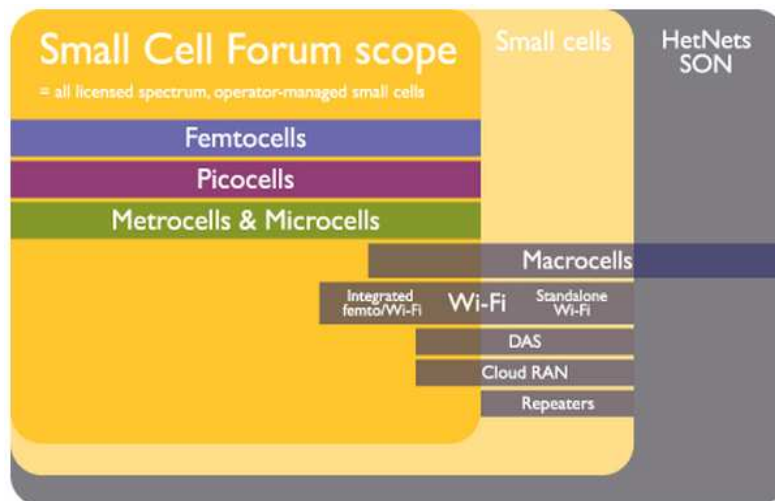 Small Cell Forum scope
= all licensed spectrum, operator-managed small cells
Small cells
HetNets
SON
Femtocells
Picocells
Metrocells & Microcells
Macrocells
Integrated
femto/Wi-Fi
Wi-Fi
Standalone
Wi-Fi
DAS
Cloud RAN
Repeaters